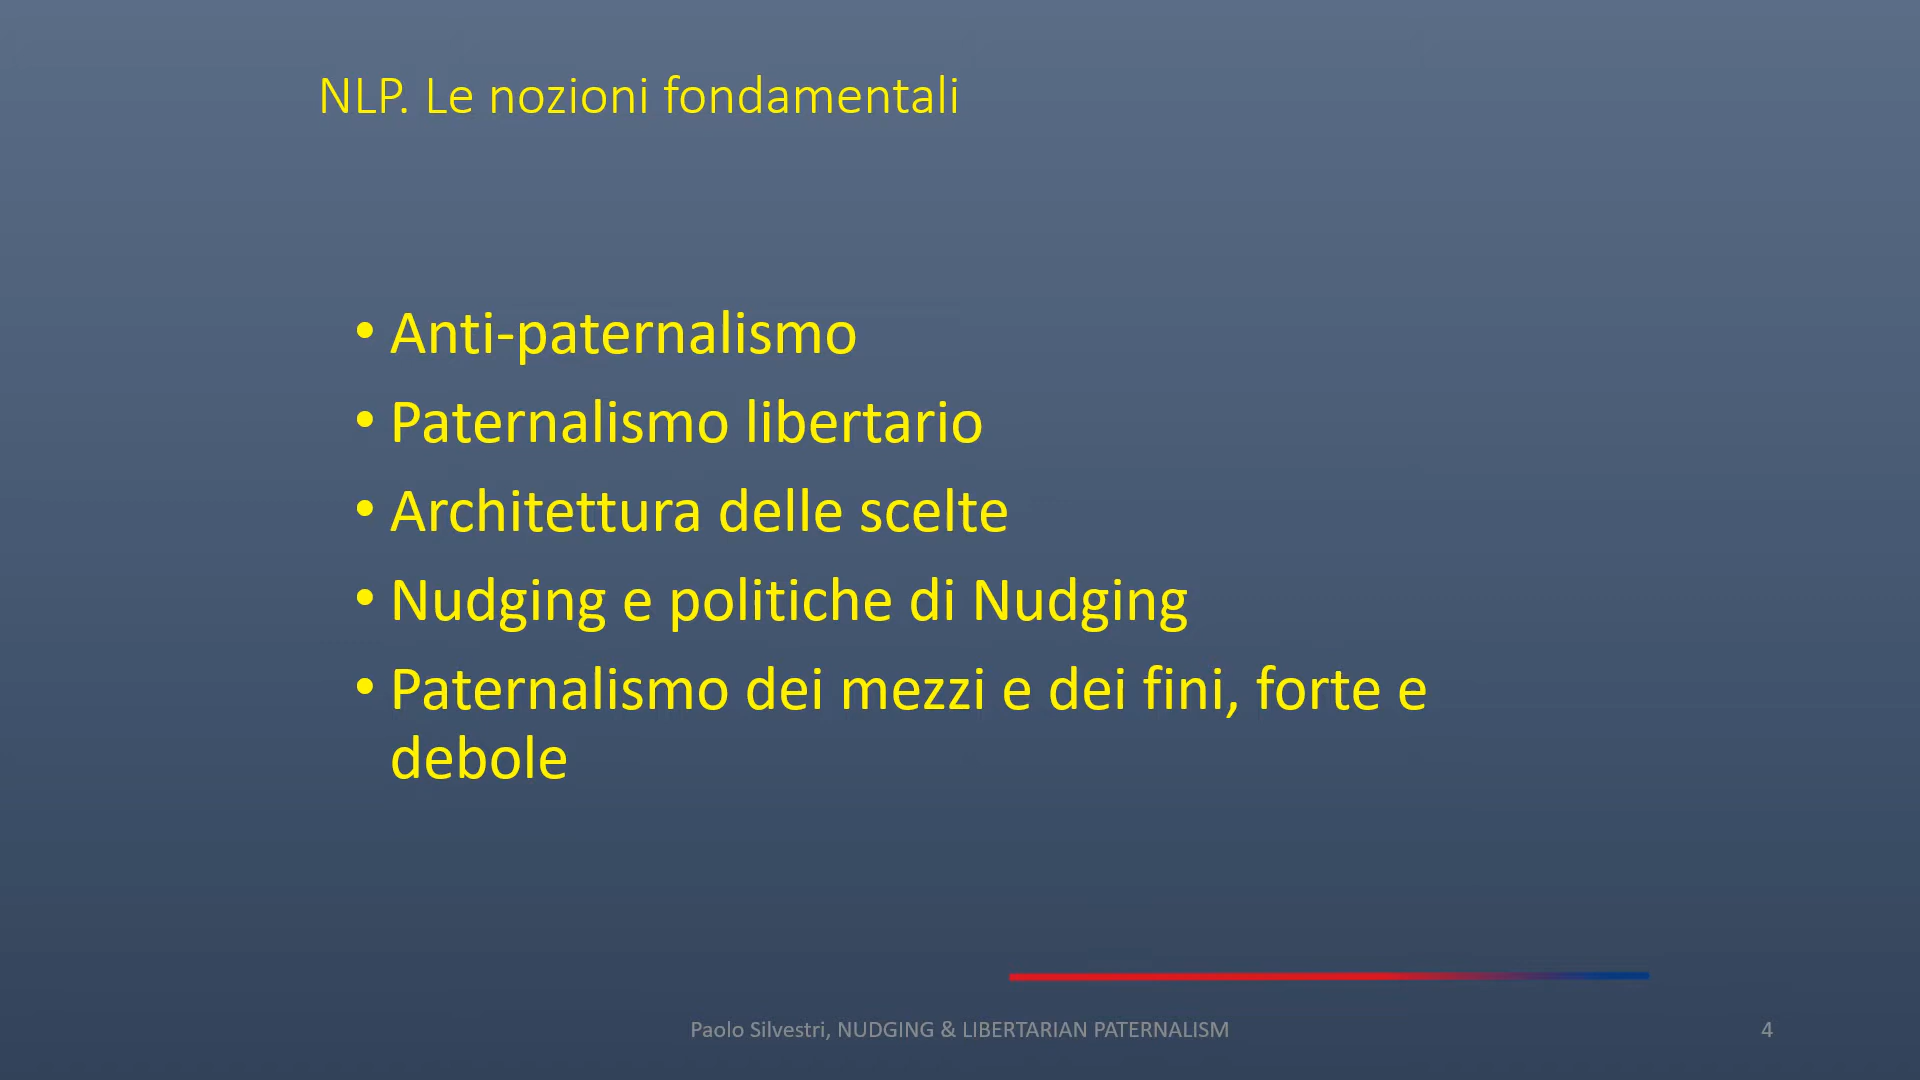 NLP. Le nozioni fondamentali
• Anti-paternalismo
• Paternalismo libertario
• Architettura delle scelte
• Nudging e politiche di Nudging
• Paternalismo dei mezzi e dei fini, forte e
debole
Paolo Silvestri, NUDGING & LIBERTARIAN PATERNALISM
4